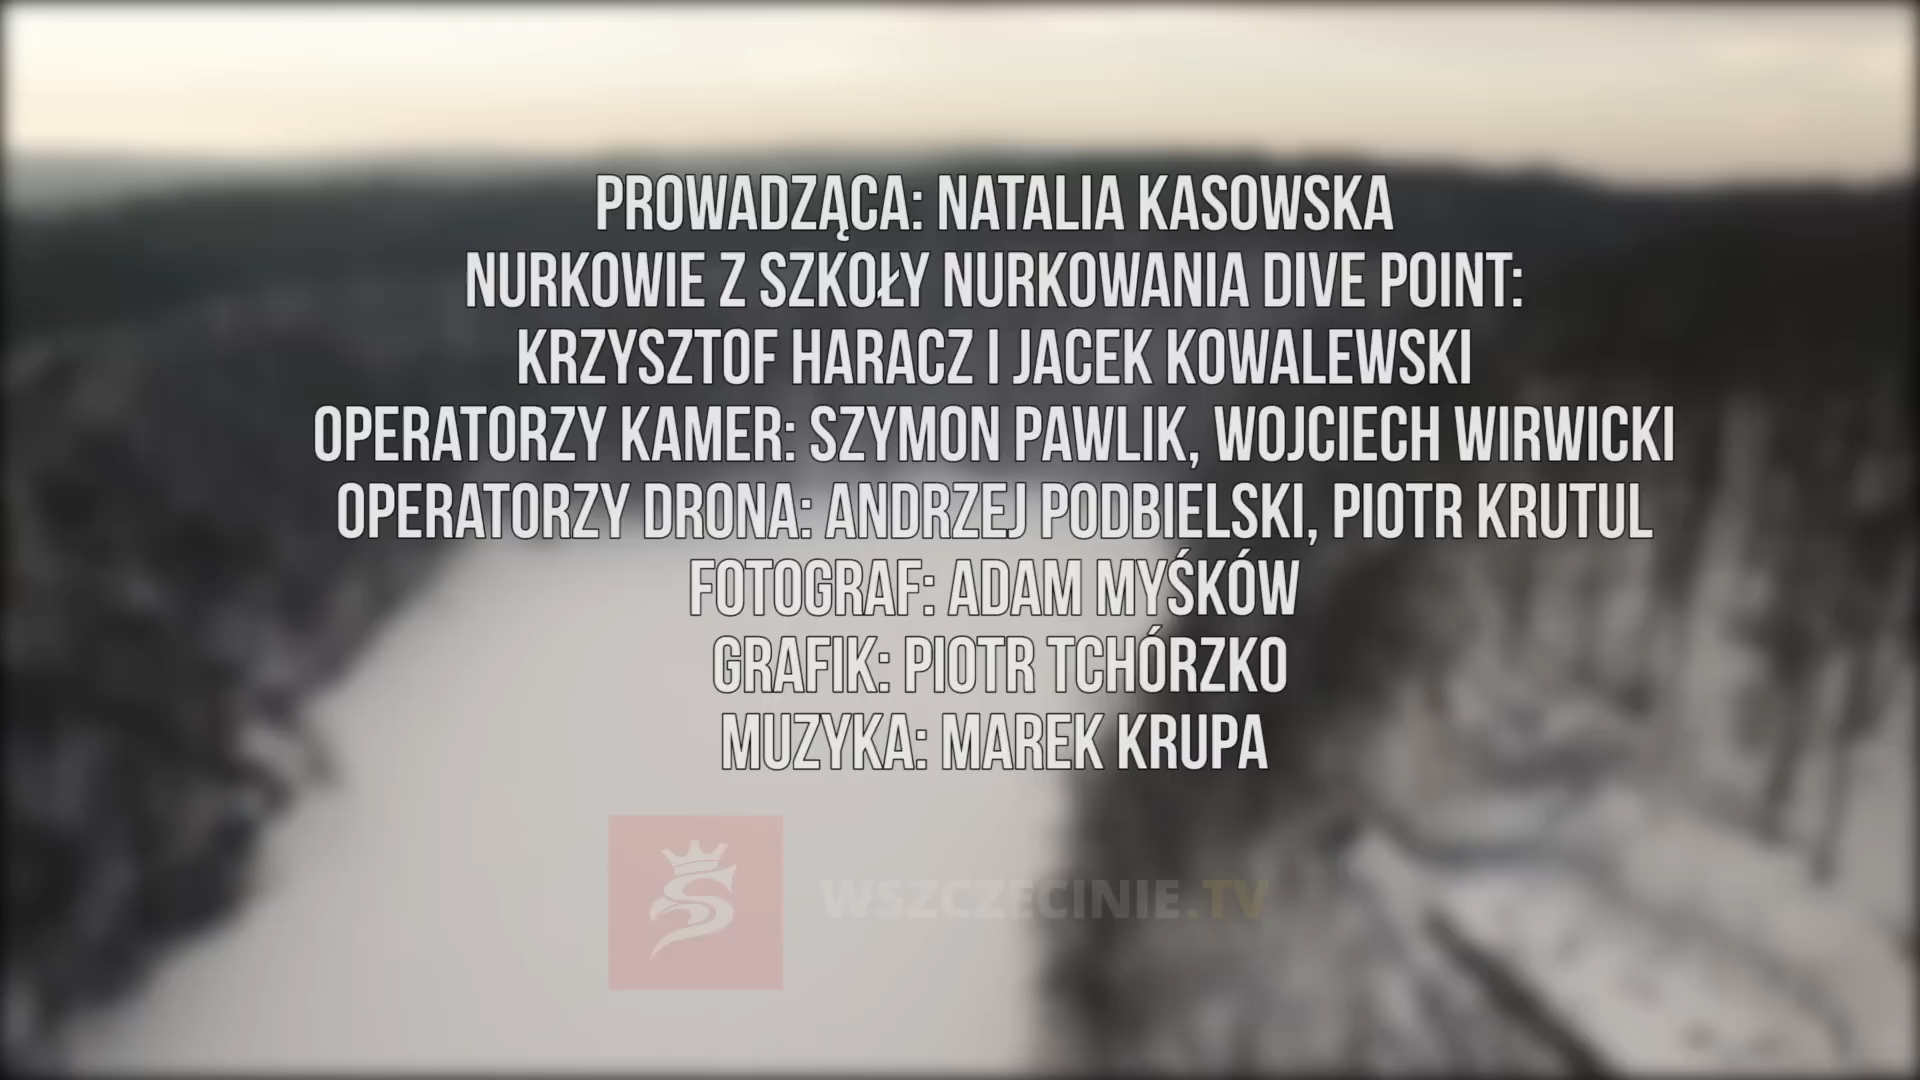 PROWADZĄCA: NATALIA KASOWSKA
NURKOWIE Z SZKOŁY NURKOWANIA DIVE POINT:
KRZYSZTOF HARACZ I JACEK KOWALEWSKI
OPERATORZY KAMER: SZYMON PAWLIK, WOJCIECH WIRWICKI
OPERATORZY DRONA: ANDRZEJ PODBIELSKI, PIOTR KRUTUL
FOTOGRAF: ADAM MYŚKÓW
GRAFIK: PIOTR TCHÓRZKO
MUZYKA: MAREK KRUPA
WSZCZECINIE.TV